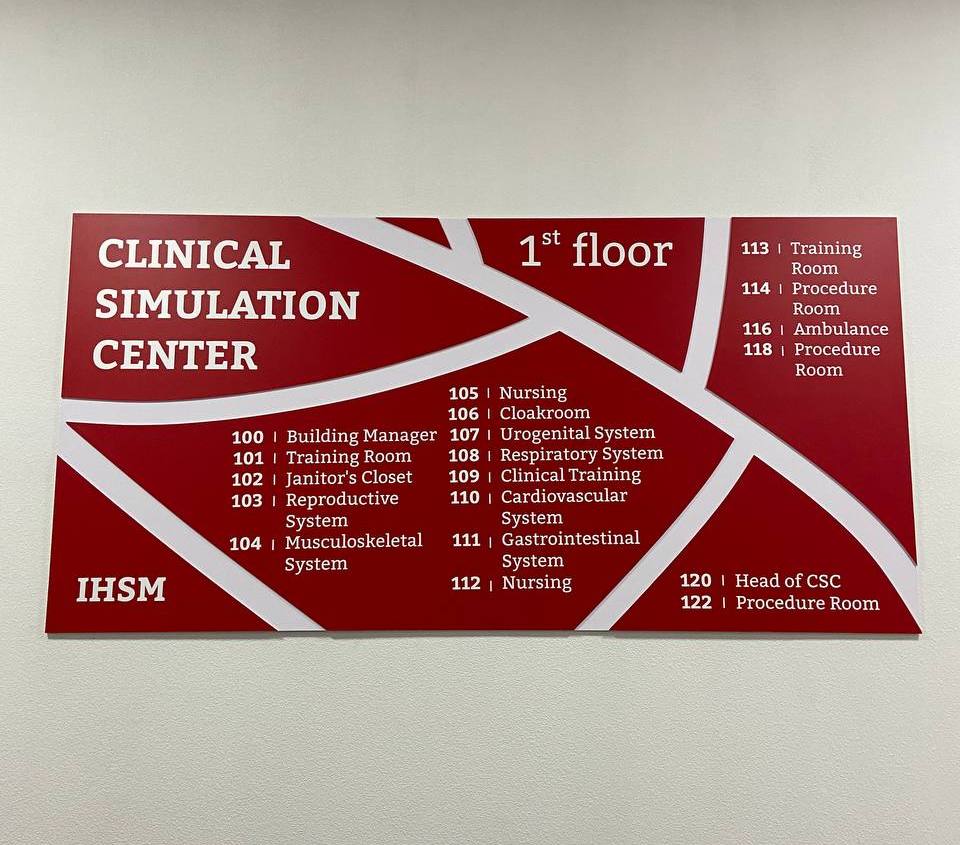 CLINICAL
SIMULATION
CENTER
1st floor
100 | Building Manager
101 | Training Room
102 | Janitor's Closet
103 | Reproductive
System
104 | Musculoskeletal
System
105 | Nursing
106 | Cloakroom
107 | Urogenital System
108 | Respiratory System
109 | Clinical Training
110 | Cardiovascular
System
111 | Gastrointestinal
System
112 | Nursing
113 | Training
Room
114 | Procedure
Room
116 | Ambulance
118 | Procedure
Room
120 | Head of CSC
122 | Procedure Room
IHSM